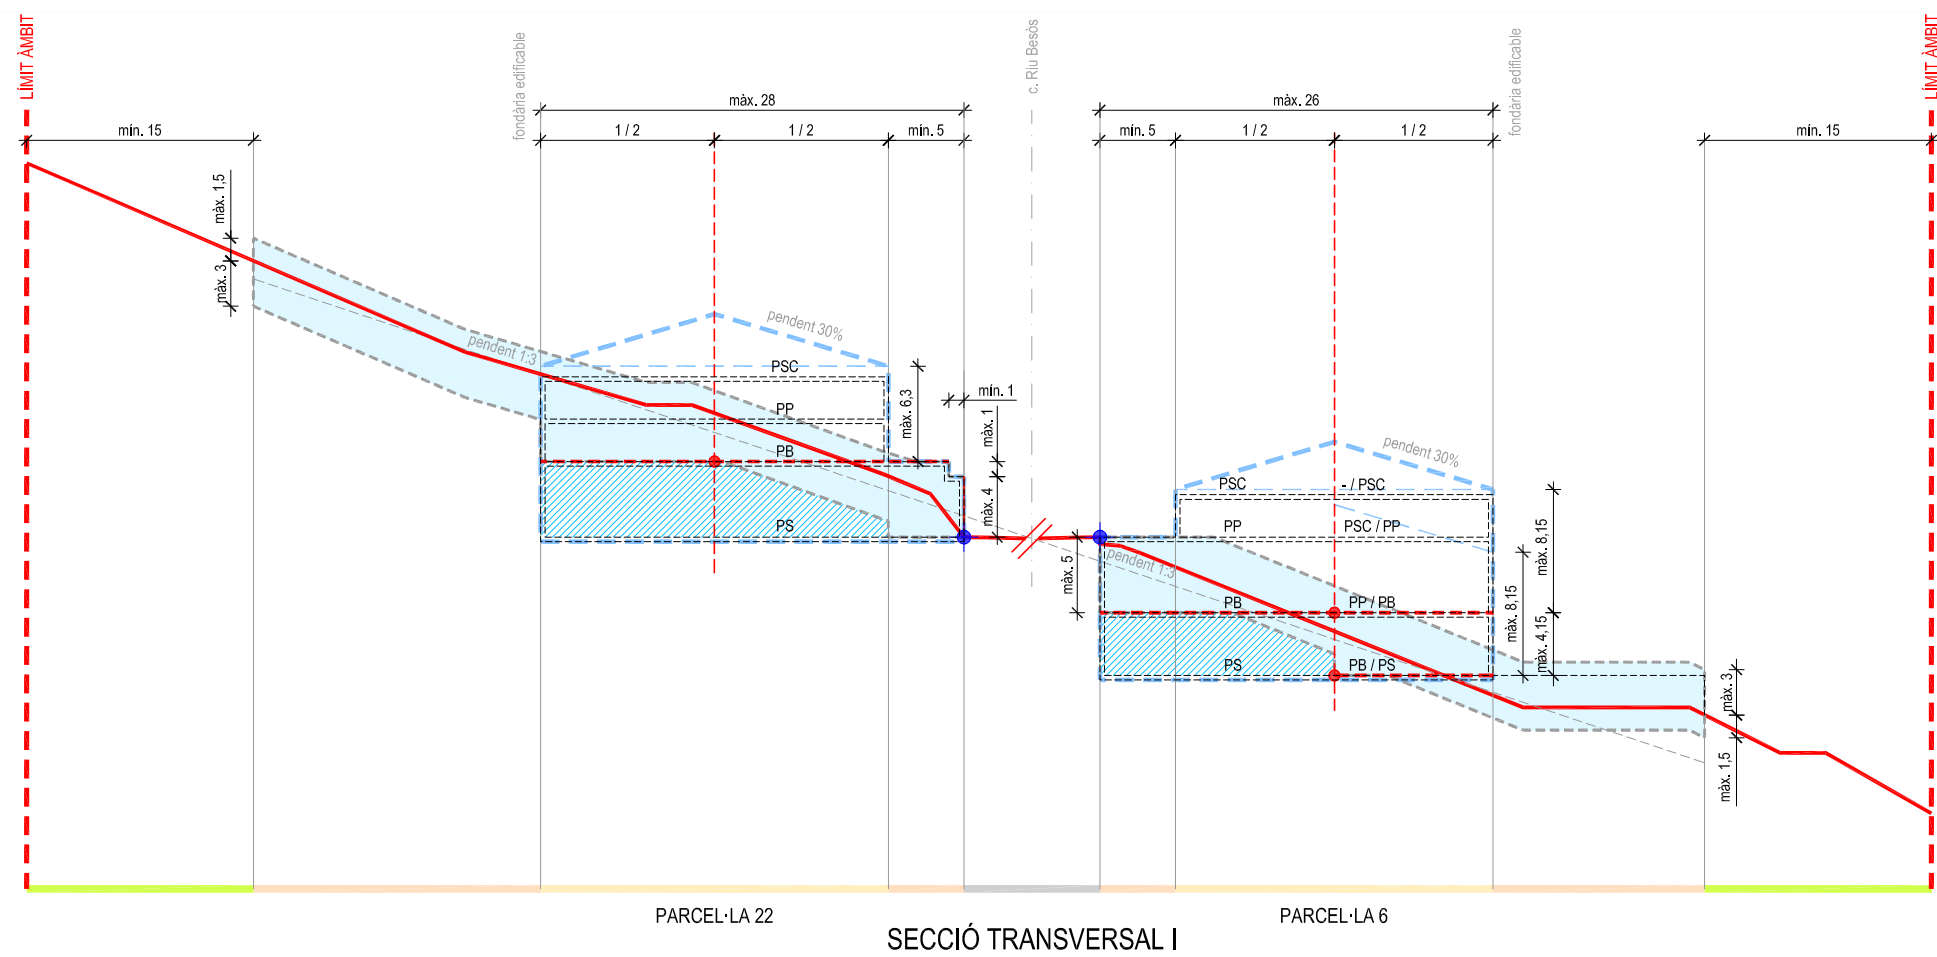 LÍMIT ÀMBIT
fondària edificable
c. Riu Besòs
fondària edificable
LÍMIT ÀMBIT
màx. 28
màx. 26
mín. 15
1 / 2
1 / 2
mín. 5
mín. 5
1 / 2
1 / 2
mín. 15
màx. 1,5
màx. 3
pendent 1:3
pendent 30%
PSC
PP
PB
PS
màx. 6,3
mín. 1
màx. 1
màx. 4
màx. 5
pendent 1:3
pendent 30%
PSC
- / PSC
PP
PSC / PP
PB
PP / PB
PS
PB / PS
màx. 8,15
màx. 8,15
màx. 4,15
màx. 3
màx. 1,5
PARCEL·LA 22
PARCEL·LA 6
SECCIÓ TRANSVERSAL I